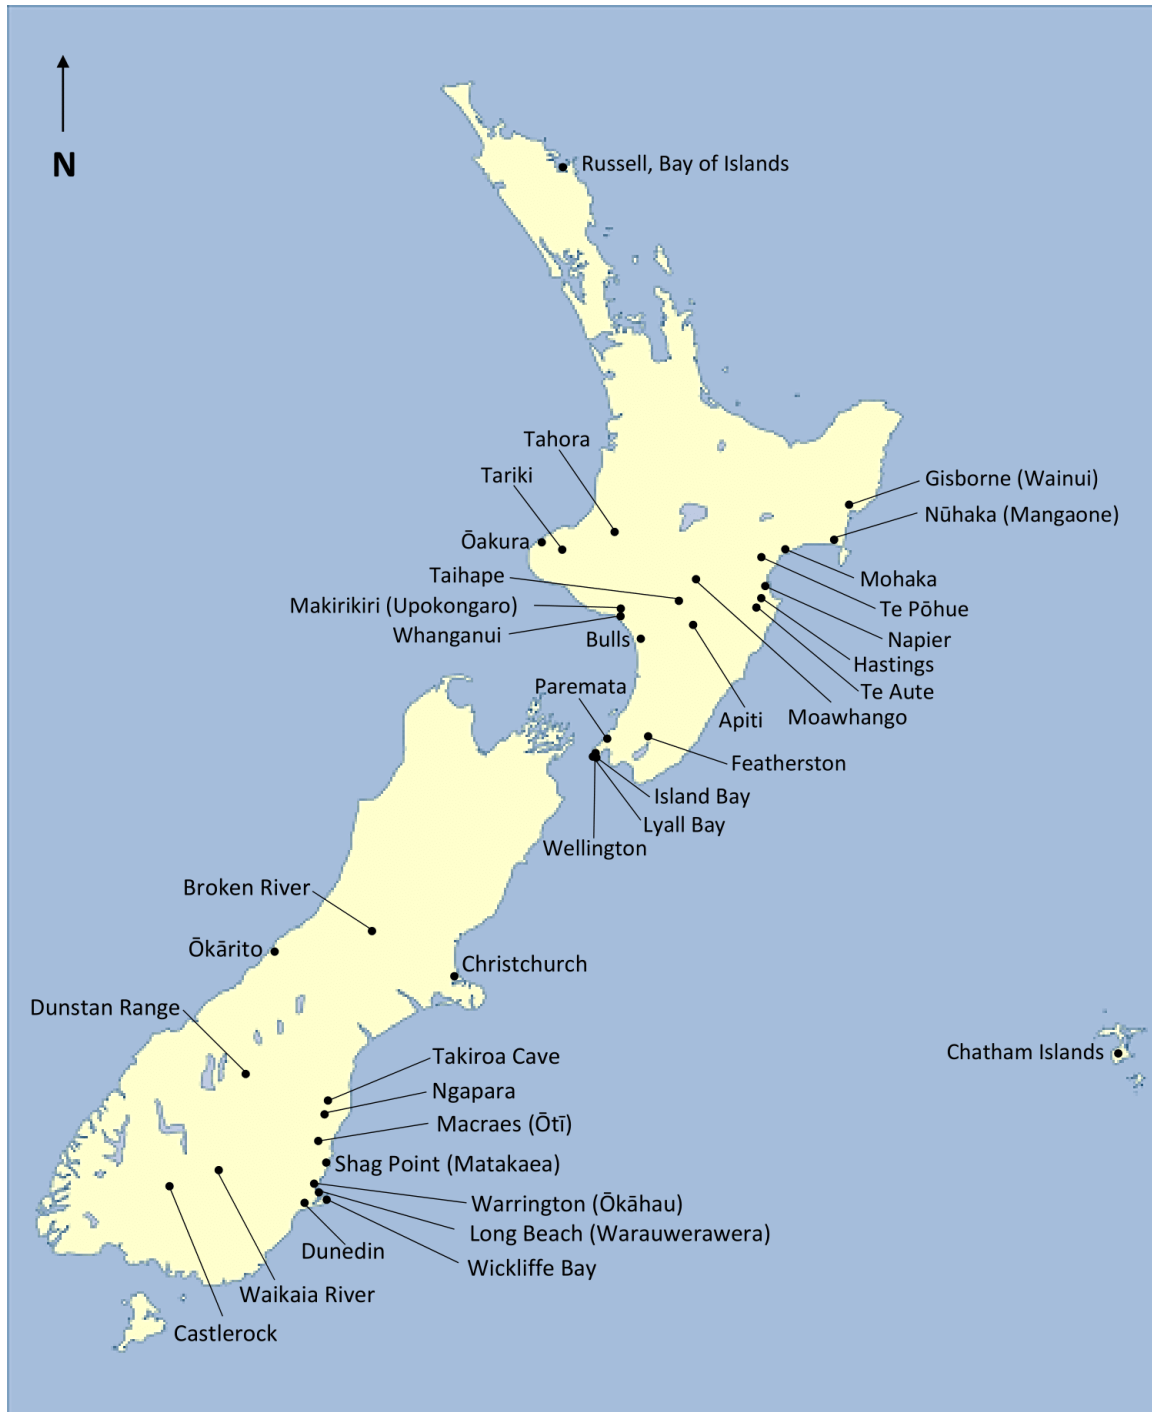 N
Russell, Bay of Islands
Tahora
Tariki
Gisborne (Wainui)
Nūhaka (Mangaone)
Ōakura
Taihape
Mohaka
Makirikiri (Upokongaro)
Te Pōhue
Whanganui
Bulls
Napier
Hastings
Paremata
Te Aute
Apiti
Moawhango
Featherston
Island Bay
Lyall Bay
Wellington
Broken River
Ōkārito
Christchurch
Dunstan Range
Takiroa Cave
Chatham Islands
Ngapara
Macraes (Ōtī)
Shag Point (Matakaea)
Warrington (Ōkāhau)
Long Beach (Warauwerawera)
Dunedin
Wickliffe Bay
Waikaia River
Castlerock